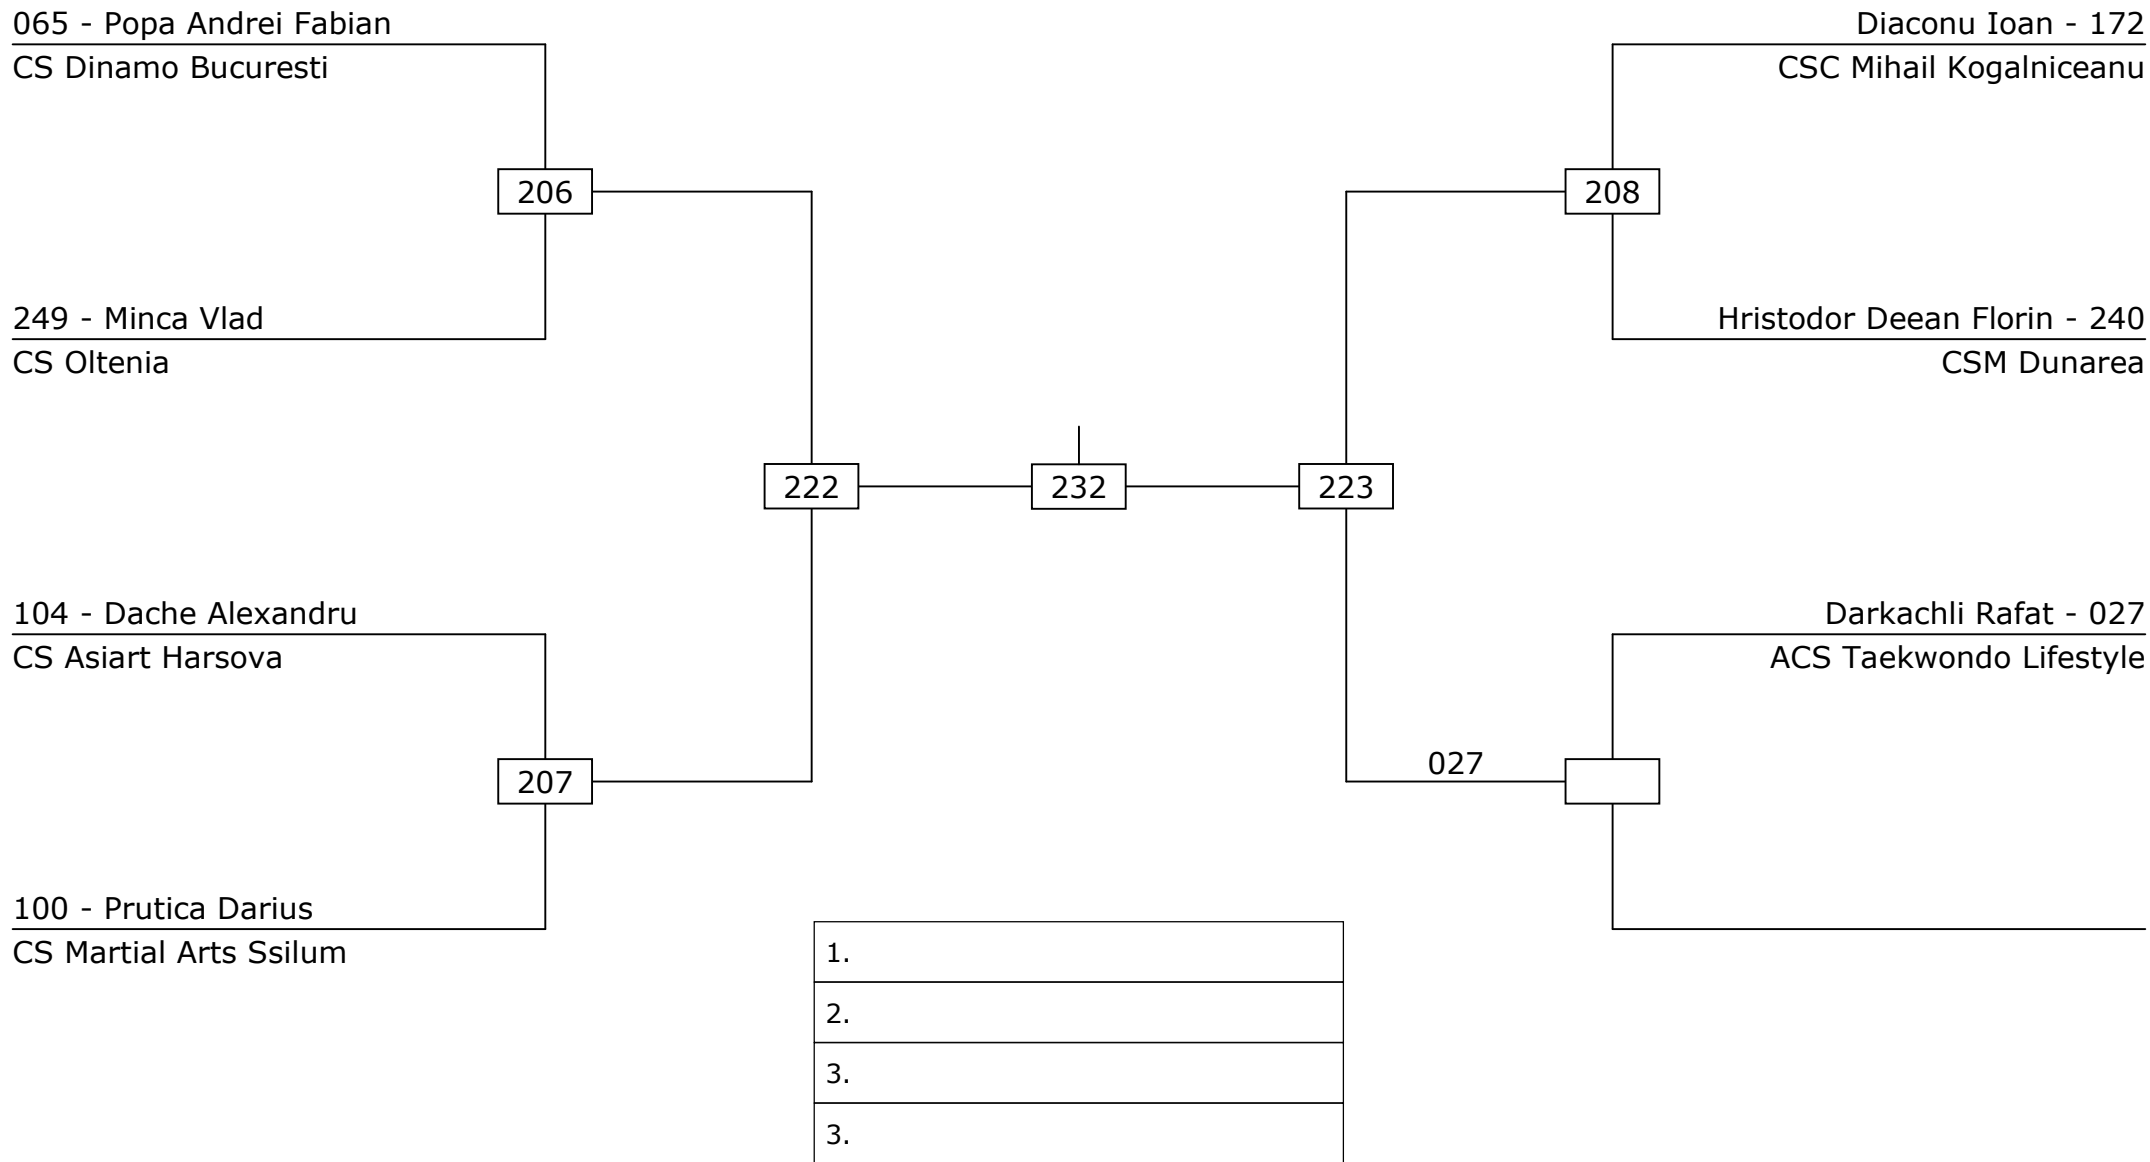 065 - Popa Andrei Fabian
CS Dinamo Bucuresti
206
249 - Minca Vlad
CS Oltenia
104 - Dache Alexandru
CS Asiart Harsova
207
100 - Prutica Darius
CS Martial Arts Ssilum
222
232
223
Diaconu Ioan - 172
CSC Mihail Kogalniceanu
208
Hristodor Deean Florin - 240
CSM Dunarea
Darkachli Rafat - 027
ACS Taekwondo Lifestyle
027
1.
2.
3.
3.